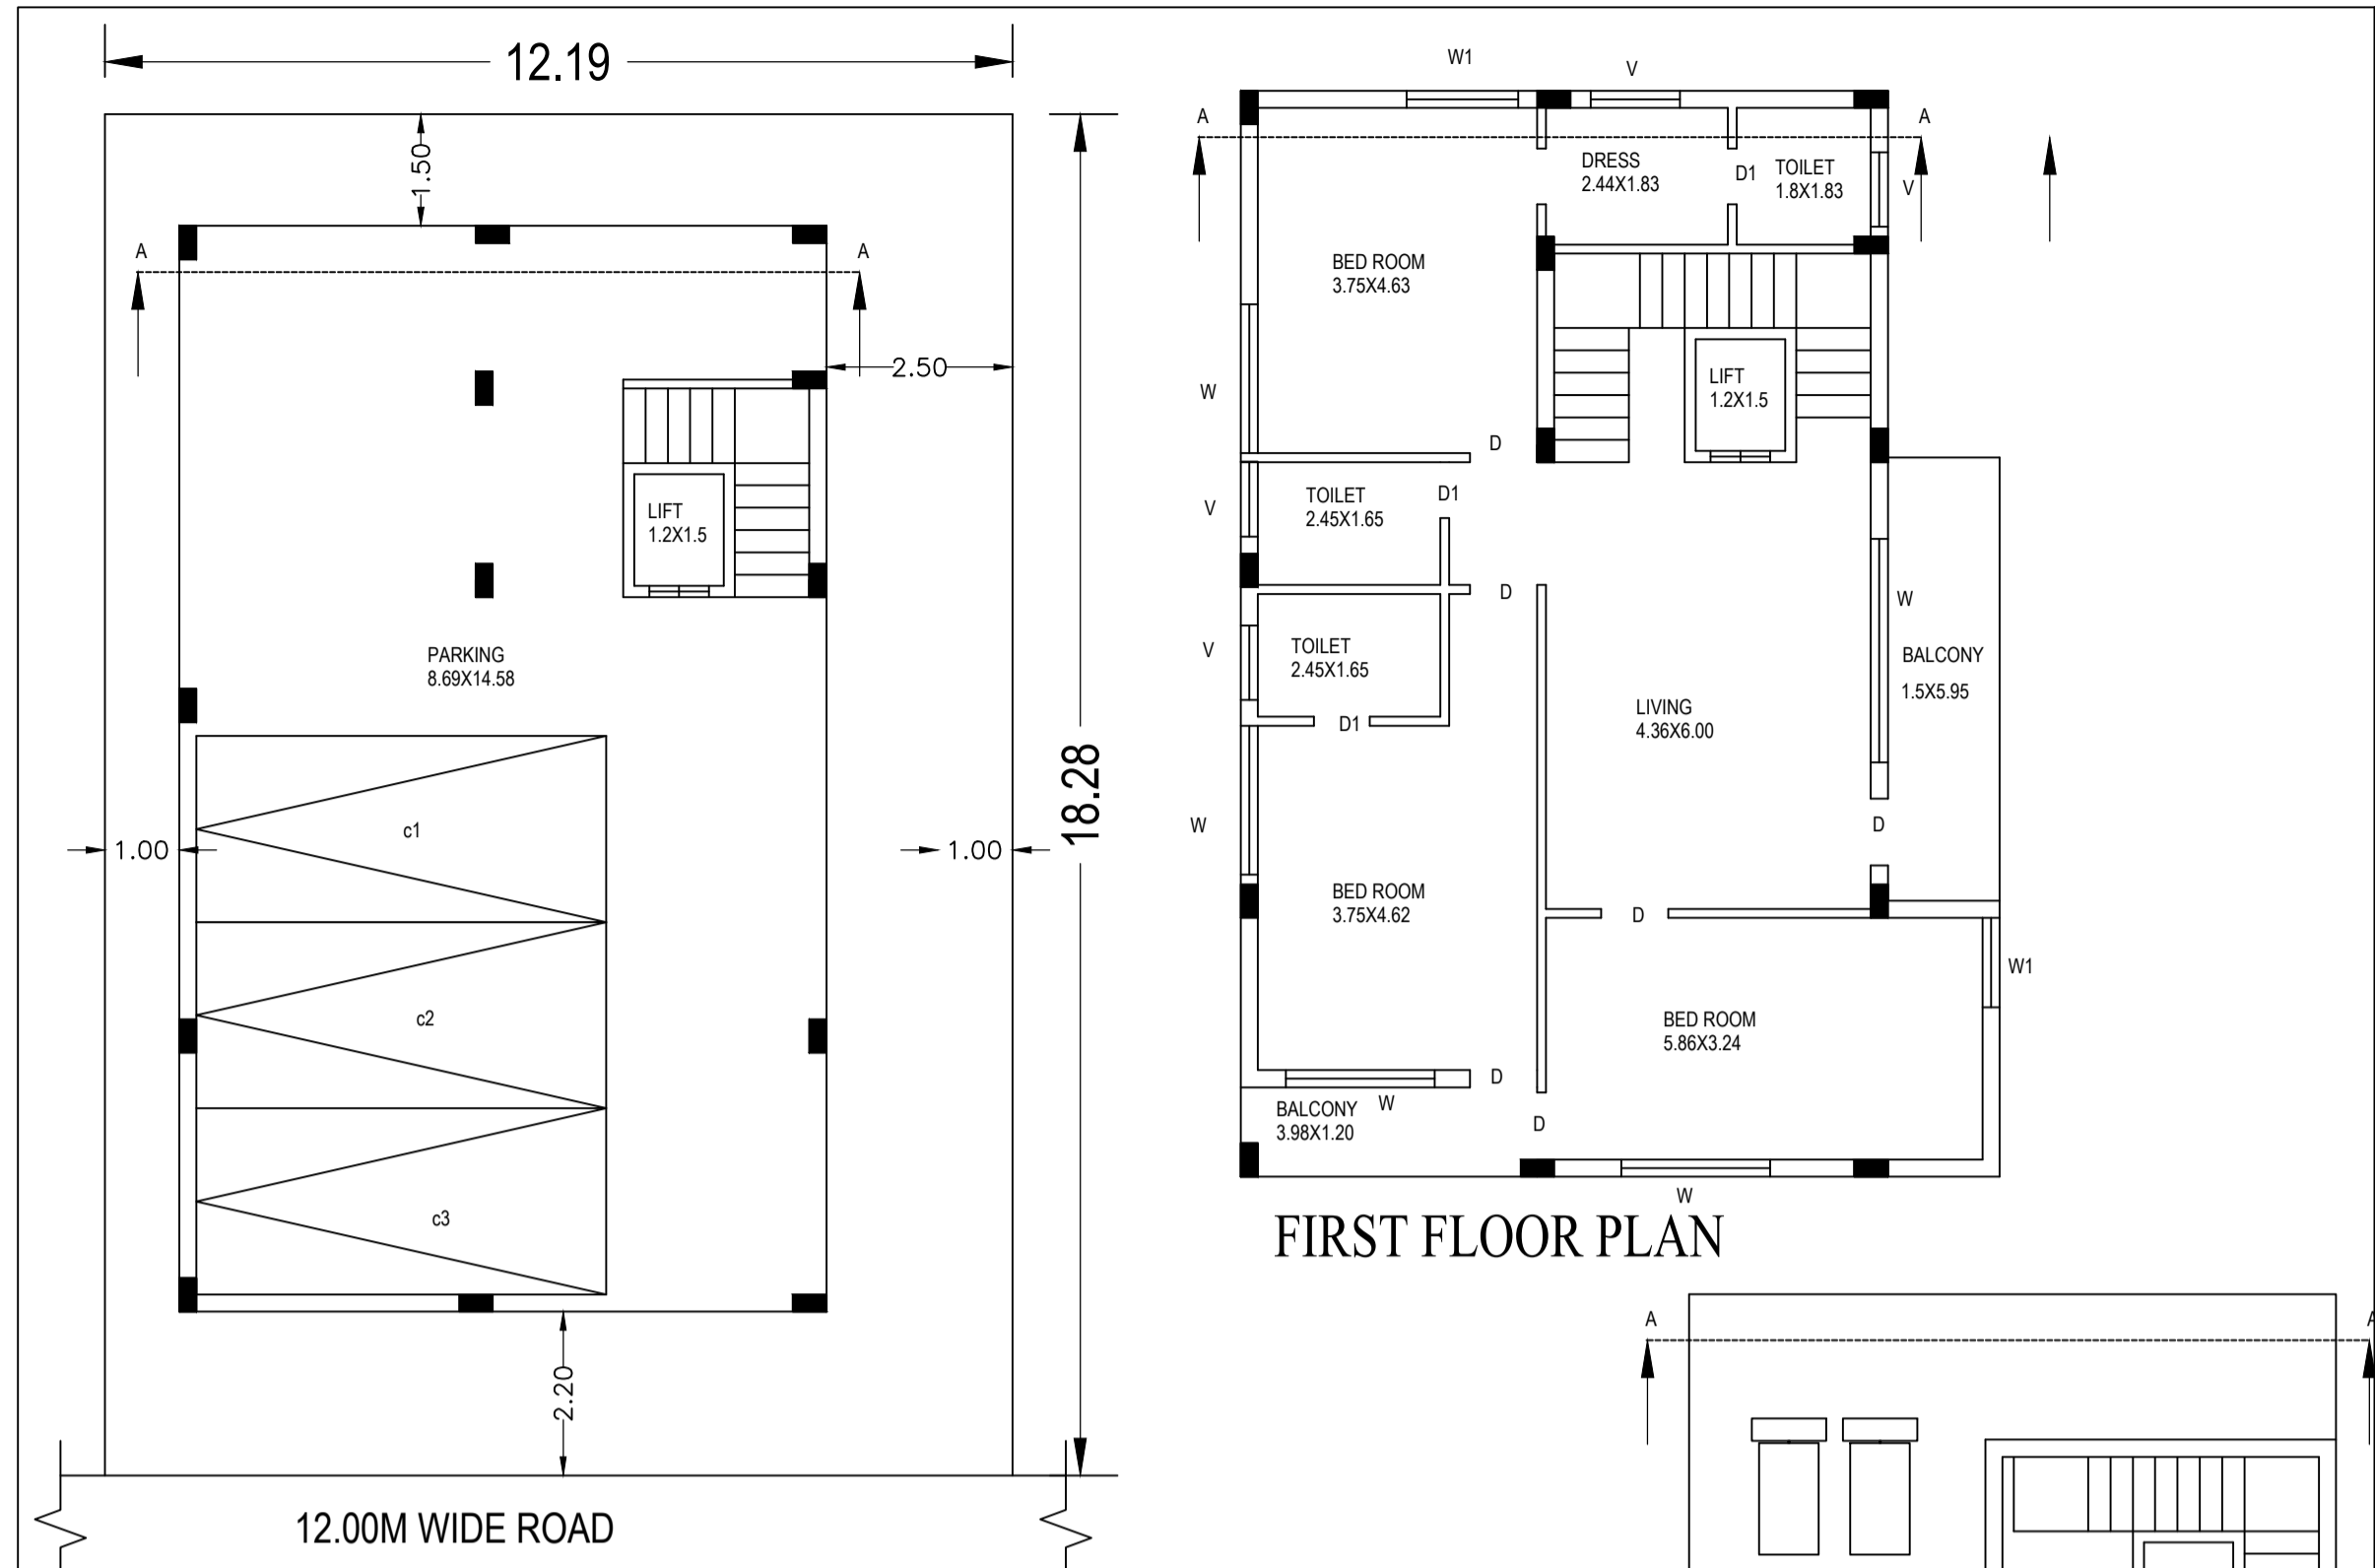 12.19
1.50
A
A
2.50
LIFT
1.2X1.5
PARKING
8.69X14.58
18.28
c1
1.00
1.00
c2
c3
2.20
12.00M WIDE ROAD
W1
V
A
A
DRESS
2.44X1.83
D1
TOILET
1.8X1.83
V
BED ROOM
3.75X4.63
LIFT
1.2X1.5
W
D
TOILET
2.45X1.65
D1
V
D
W
TOILET
2.45X1.65
V
BALCONY
1.5X5.95
LIVING
4.36X6.00
D1
W
D
BED ROOM
3.75X4.62
D
W1
BED ROOM
5.86X3.24
D
BALCONY
3.98X1.20
W
D
W
FIRST FLOOR PLAN
A
A